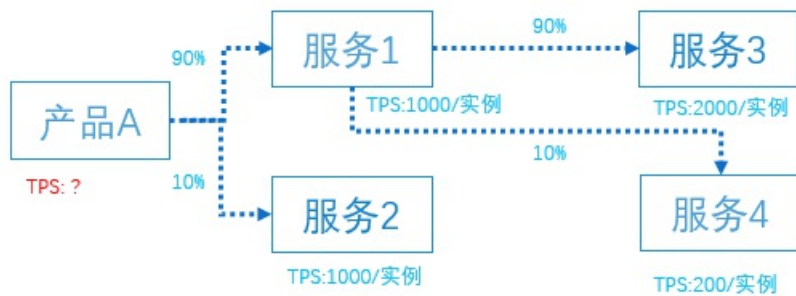 服务1
90%
服务3
90%
产品A
TPS:1000/实例
TPS:2000/实例
10%
TPS: ?
10%
服务2
服务4
TPS:1000/实例
TPS:200/实例